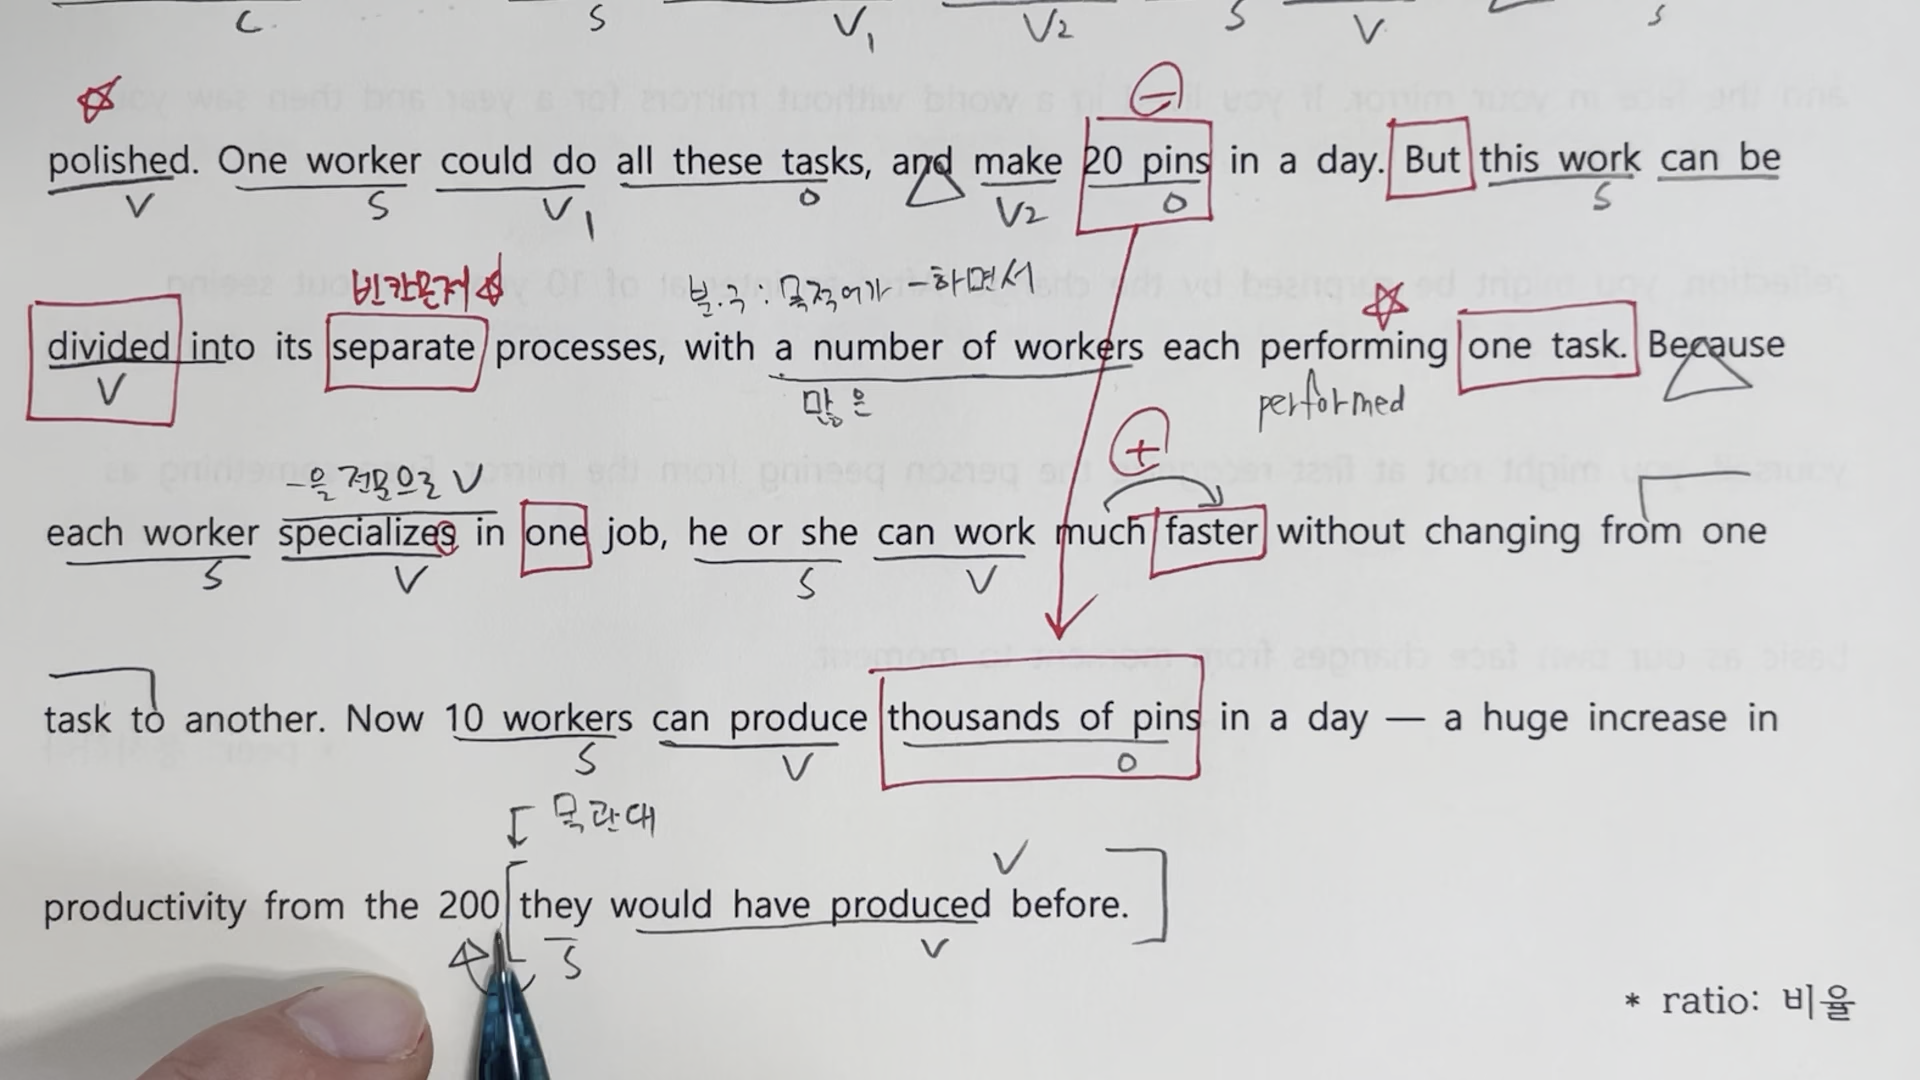 C S V1 V2 S V S
polished. One worker could do all these tasks, and make 20 pins in a day. But this work can be
V S V1 O V2 O S
빈칸문제 분.구 : 목적어가 -하면서
divided into its separate processes, with a number of workers each performing one task. Because
V 많은 performed
-을 전문으로 V +
each worker specializes in one job, he or she can work much faster without changing from one
S V S V
task to another. Now 10 workers can produce thousands of pins in a day — a huge increase in
S V O
목관대 V
productivity from the 200 they would have produced before.
S V
* ratio: 비율